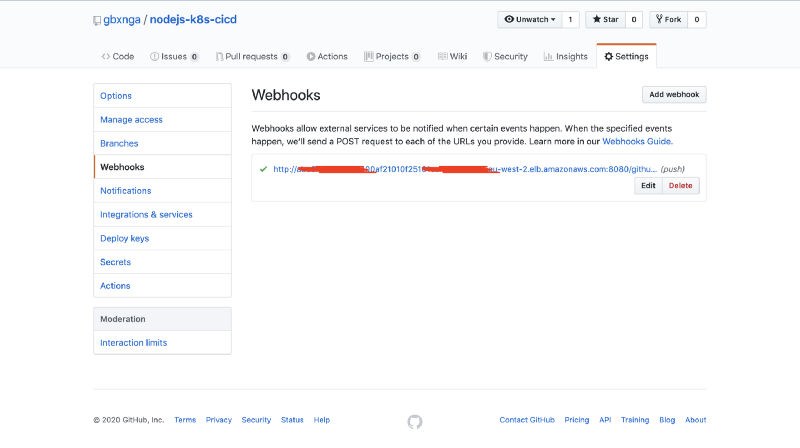 gbxnga / nodejs-k8s-cicd
Unwatch 1 Star 0 Fork 0
Code Issues 0 Pull requests 0 Actions Projects 0 Wiki Security Insights Settings
Options
Manage access
Branches
Webhooks
Notifications
Integrations & services
Deploy keys
Secrets
Actions
Moderation
Interaction limits
Webhooks
Add webhook
Webhooks allow external services to be notified when certain events happen. When the specified events
happen, we'll send a POST request to each of the URLs you provide. Learn more in our Webhooks Guide.
http:// -west-2.elb.amazonaws.com:8080/githu... (push)
Edit Delete
© 2020 GitHub, Inc. Terms Privacy Security Status Help
Contact GitHub Pricing API Training Blog About